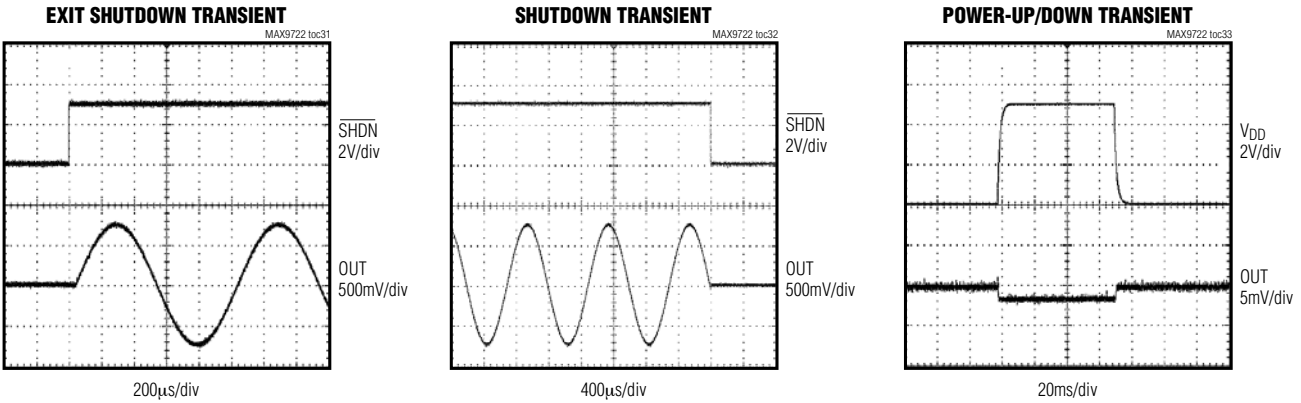 EXIT SHUTDOWN TRANSIENT
MAX9722 toc31
SHDN
2V/div
OUT
500mV/div
200µs/div
SHUTDOWN TRANSIENT
MAX9722 toc32
SHDN
2V/div
OUT
500mV/div
400µs/div
POWER-UP/DOWN TRANSIENT
MAX9722 toc33
VDD
2V/div
OUT
5mV/div
20ms/div